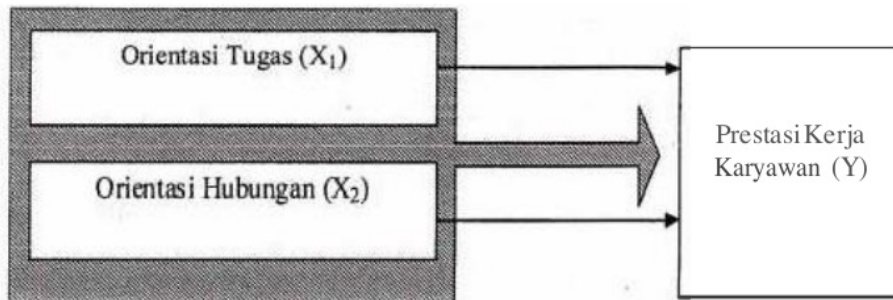 Orientasi Tugas (X₁)
Orientasi Hubungan (X₂)
Prestasi Kerja
Karyawan (Y)